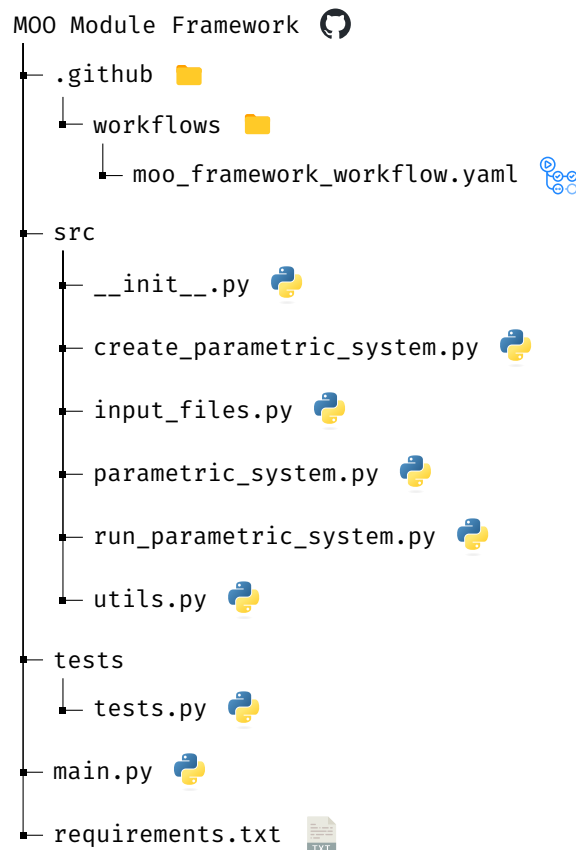 MOO Module Framework
.github
workflows
moo_framework_workflow.yaml
src
__init__.py
create_parametric_system.py
input_files.py
parametric_system.py
run_parametric_system.py
utils.py
tests
tests.py
main.py
requirements.txt
TXT